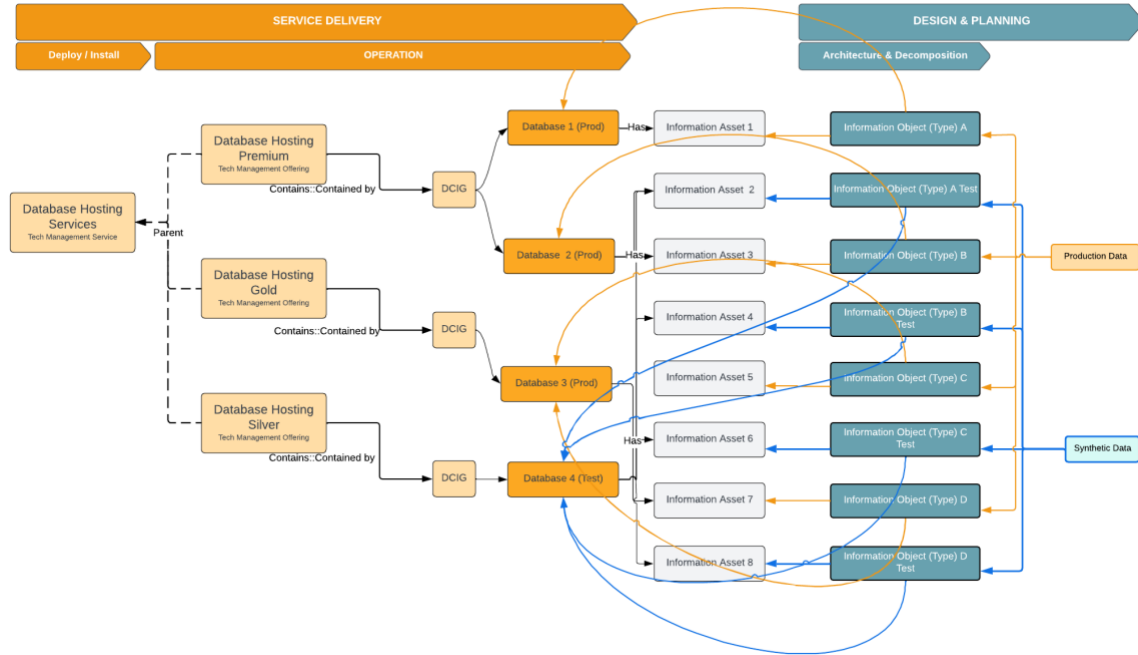 SERVICE DELIVERY
DESIGN & PLANNING
Deploy / Install
OPERATION
Architecture & Decomposition
Database 1 (Prod)
Has
Information Asset 1
Information Object (Type) A
Database Hosting
Premium
Tech Management Offering
Contains::Contained by
DCIG
Information Asset  2
Information Object (Type) A Test
Database Hosting
Services
Tech Management Service
Parent
Database  2 (Prod)
Has
Information Asset 3
Information Object (Type) B
Production Data
Database Hosting
Gold
Tech Management Offering
Contains::Contained by
DCIG
Information Asset 4
Information Object (Type) B
Test
Database 3 (Prod)
Information Asset 5
Information Object (Type) C
Database Hosting
Silver
Tech Management Offering
Contains::Contained by
DCIG
Has
Information Asset 6
Information Object (Type) C
Test
Synthetic Data
Database 4 (Test)
Information Asset 7
Information Object (Type) D
Information Asset 8
Information Object (Type) D
Test